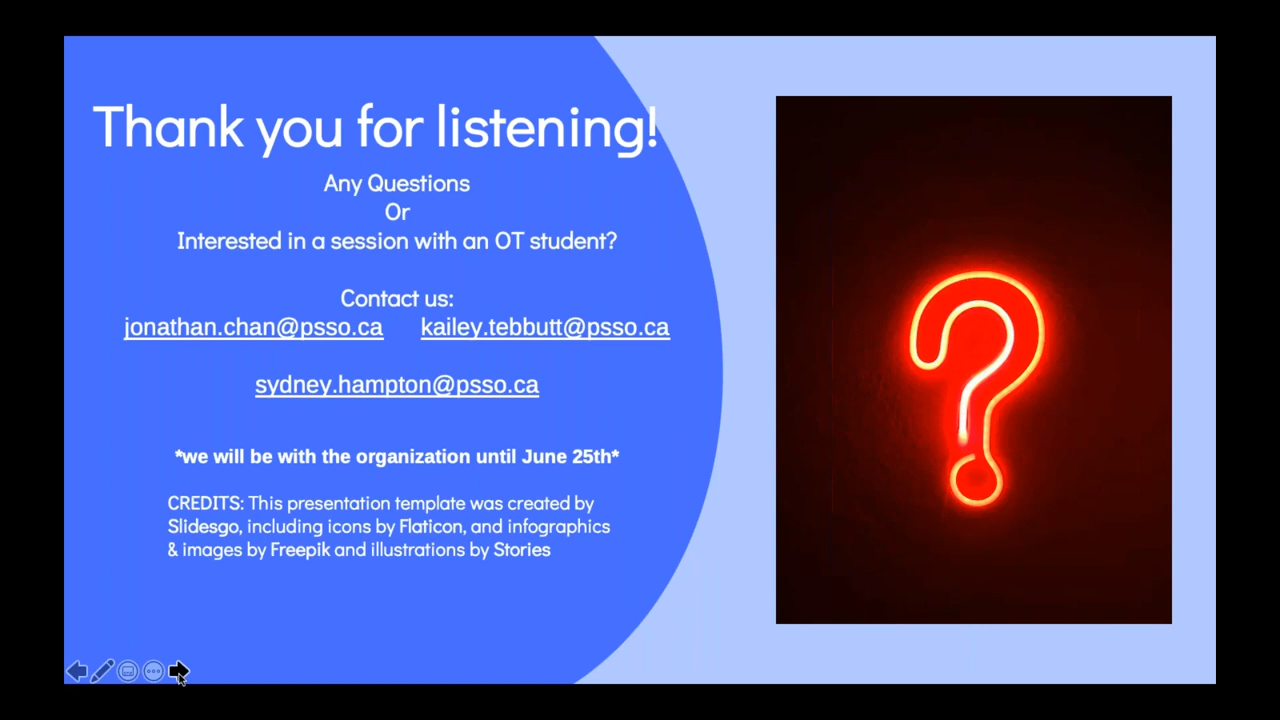 Thank you for listening!
Any Questions
Or
Interested in a session with an OT student?
Contact us:
jonathan.chan@psso.ca kailey.tebbutt@psso.ca
sydney.hampton@psso.ca
*we will be with the organization until June 25th*
CREDITS: This presentation template was created by
Slidesgo, including icons by Flaticon, and infographics
& images by Freepik and illustrations by Stories
?